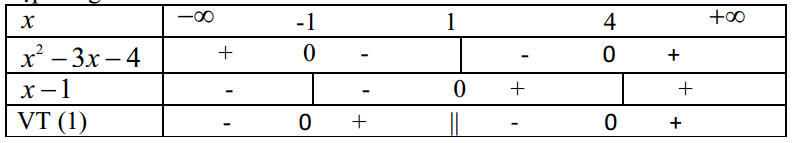 x −∞ -1 1 4 +∞
x² − 3x − 4 + 0 - | - 0 +
x − 1 - | - 0 + | +
VT (1) - 0 + || - 0 +